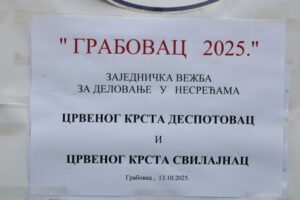 "ГРАБОВАЦ 2025."
ЗАЈЕДНИЧКА ВЕЖБА
ЗА ДЕЛОВАЊЕ У НЕСРЕЋАМА
ЦРВЕНОГ КРСТА ДЕСПОТОВАЦ
И
ЦРВЕНОГ КРСТА СВИЛАЈНАЦ
Грабовац , 13.10.2025.